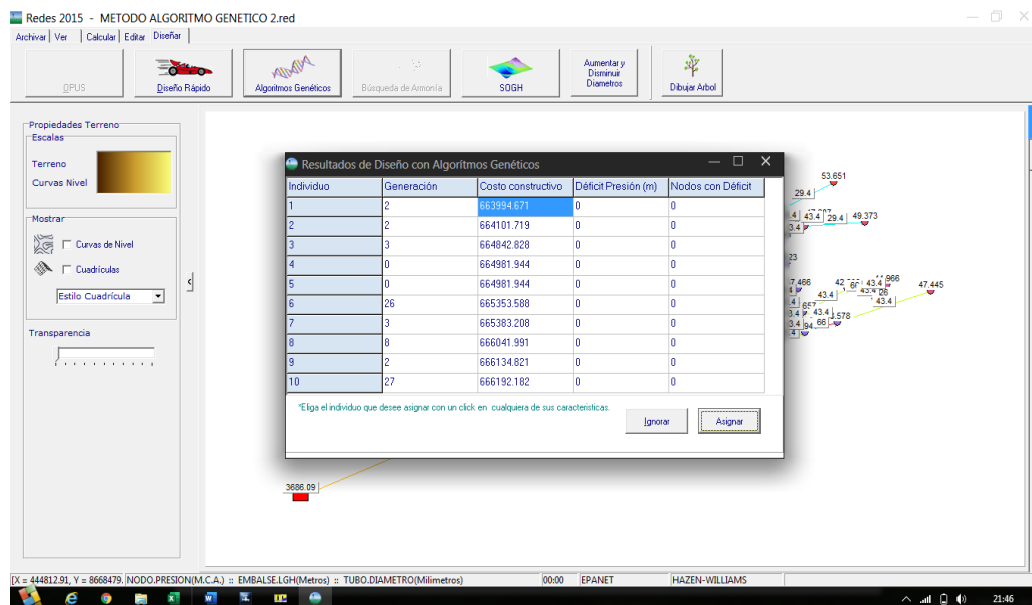 Redes 2015 - METODO ALGORITMO GENETICO 2.red
Archivar Ver Calcular Editar Diseñar
OPUS
Diseño Rápido
Algoritmos Genéticos
Búsqueda de Armonía
SOGH
Aumentar y
Disminuir
Diametros
Dibujar Arbol
Propiedades Terreno
Escalas
Terreno
Curvas Nivel
Mostrar
Curvas de Nivel
Cuadrículas
Estilo Cuadrícula
Transparencia
Resultados de Diseño con Algorítmos Genéticos
Individuo Generación Costo constructivo Déficit Presión (m) Nodos con Déficit
1 2 663994.671 0 0
2 2 664101.719 0 0
3 3 664842.828 0 0
4 0 664981.944 0 0
5 0 664981.944 0 0
6 26 665353.588 0 0
7 3 665383.208 0 0
8 8 666041.991 0 0
9 2 666134.821 0 0
10 27 666192.182 0 0
*Eliga el individuo que desee asignar con un click en cualquiera de sus caracteristicas.
Ignorar
Asignar
53.651
29.4
43.4 29.4 49.373
47.445
43.4
43.4
43.4
43.4
66
3686.09
[X = 444812.91, Y = 8668479. NODO.PRESION(M.C.A.) :: EMBALSE.LGH(Metros) :: TUBO.DIAMETRO(Milimetros) 00:00 EPANET HAZEN-WILLIAMS
21:46